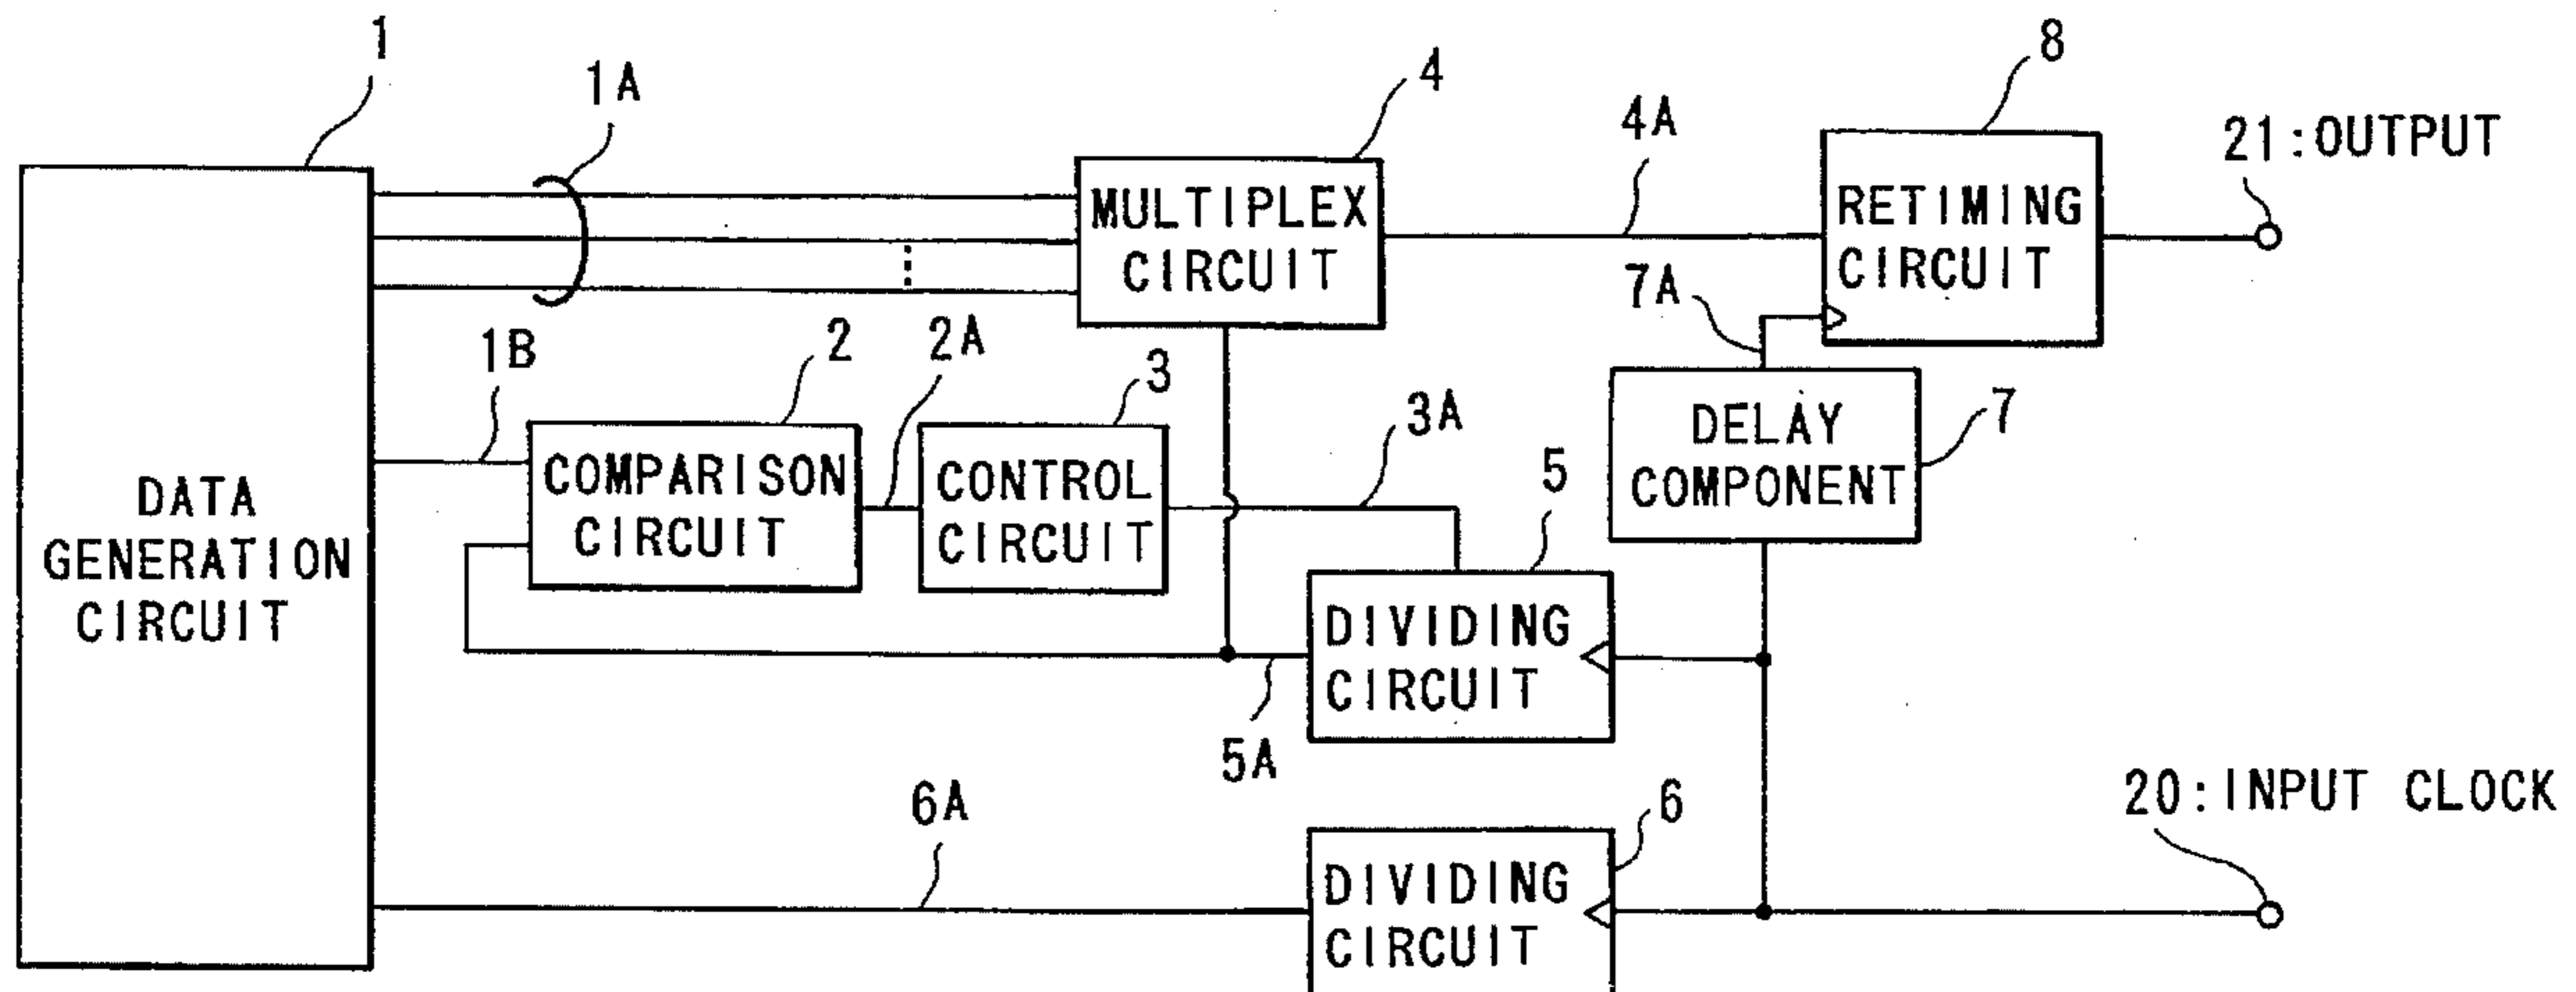 1
1A
4
4A
8
21:OUTPUT
MULTIPLEX
CIRCUIT
RETIMING
CIRCUIT
7A
1B
2
2A
3
3A
5
7
DELAY
COMPONENT
COMPARISON
CIRCUIT
CONTROL
CIRCUIT
DATA
GENERATION
CIRCUIT
DIVIDING
CIRCUIT
5A
6A
6
20:INPUT CLOCK
DIVIDING
CIRCUIT